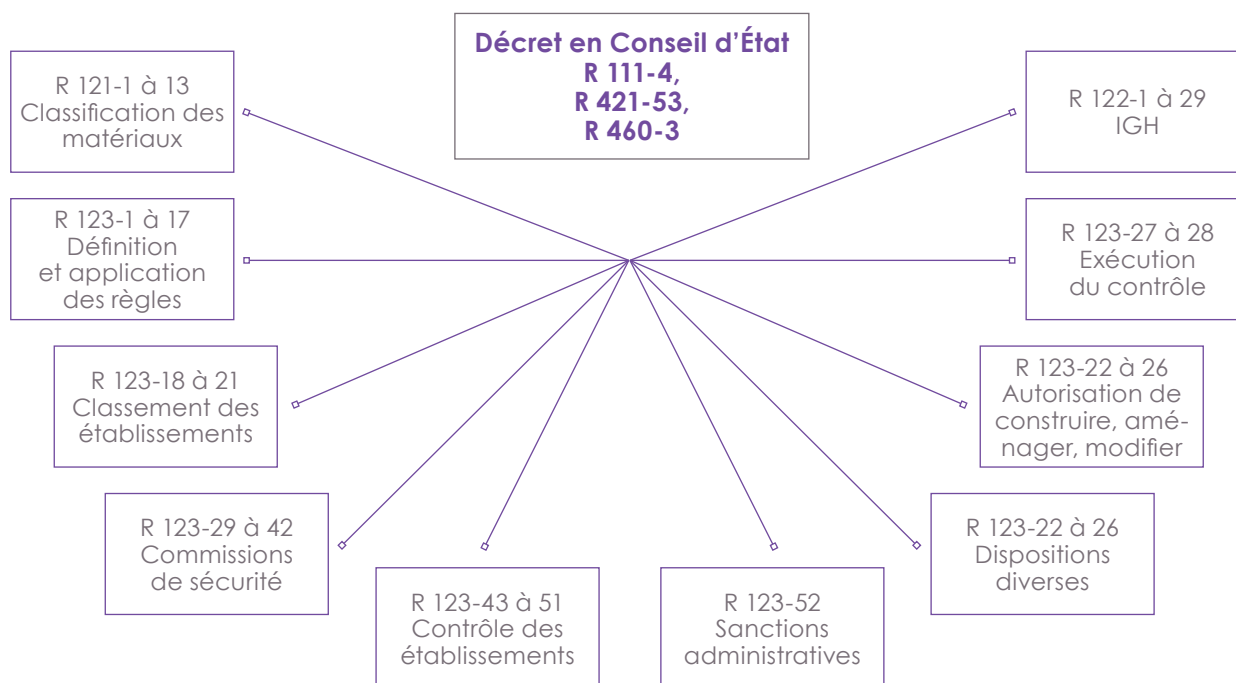 Décret en Conseil d’État
R 111-4,
R 421-53,
R 460-3
R 121-1 à 13
Classification des
matériaux
R 122-1 à 29
IGH
R 123-1 à 17
Définition
et application
des règles
R 123-27 à 28
Exécution
du contrôle
R 123-18 à 21
Classement des
établissements
R 123-22 à 26
Autorisation de
construire, amé-
nager, modifier
R 123-29 à 42
Commissions
de sécurité
R 123-22 à 26
Dispositions
diverses
R 123-43 à 51
Contrôle des
établissements
R 123-52
Sanctions
administratives